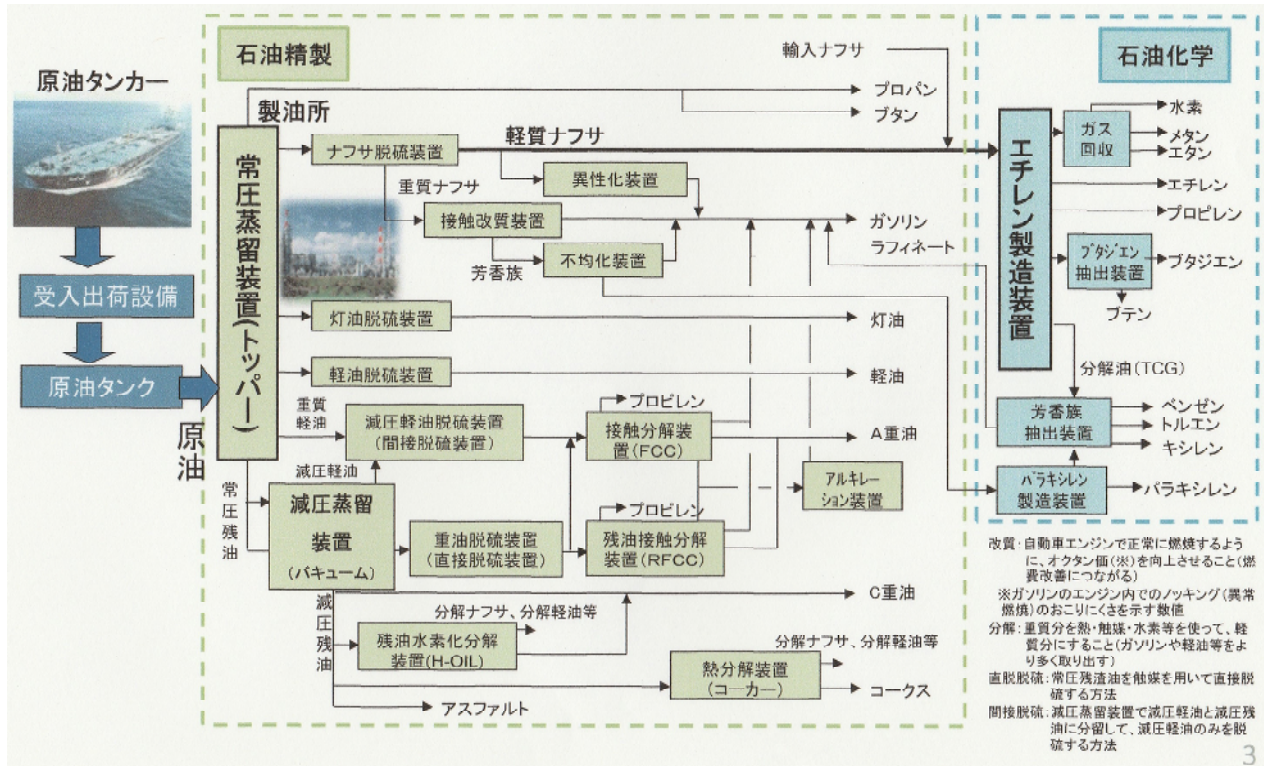 石油精製
石油化学
原油タンカー
輸入ナフサ
製油所
プロパン
ブタン
水素
ガス
回収
メタン
エタン
常圧蒸留装置(トッパー)
ナフサ脱硫装置
軽質ナフサ
エチレン製造装置
異性化装置
エチレン
重質ナフサ
接触改質装置
ガソリン
プロピレン
ラフィネート
芳香族
不均化装置
ブタジエン
抽出装置
ブタジエン
ブテン
受入出荷設備
灯油脱硫装置
灯油
原油タンク
軽油脱硫装置
軽油
分解油(TCG)
原油
重質
軽油
減圧軽油脱硫装置
(間接脱硫装置)
プロピレン
接触分解装
置(FCC)
A重油
芳香族
抽出装置
ベンゼン
トルエン
キシレン
減圧軽油
常圧残油
減圧蒸留
装置
(バキューム)
アルキレー
ション装置
パラキシレン
製造装置
パラキシレン
重油脱硫装置
(直接脱硫装置)
プロピレン
残油接触分解
装置(RFCC)
C重油
減圧残油
分解ナフサ、分解軽油等
残油水素化分解
装置(H-OIL)
分解ナフサ、分解軽油等
熱分解装置
(コーカー)
コークス
アスファルト
改質:自動車エンジンで正常に燃焼するよう
に、オクタン価(※)を向上させること(燃
費改善につながる)
※ガソリンのエンジン内でのノッキング(異常
燃焼)のおこりにくさを示す数値
分解:重質分を熱・触媒・水素等を使って、軽
質分にすること(ガソリンや軽油等をよ
り多く取り出す)
直脱脱硫:常圧残渣油を触媒を用いて直接脱
硫する方法
間接脱硫:減圧蒸留装置で減圧軽油と減圧残
油に分留して、減圧軽油のみを脱
硫する方法
3